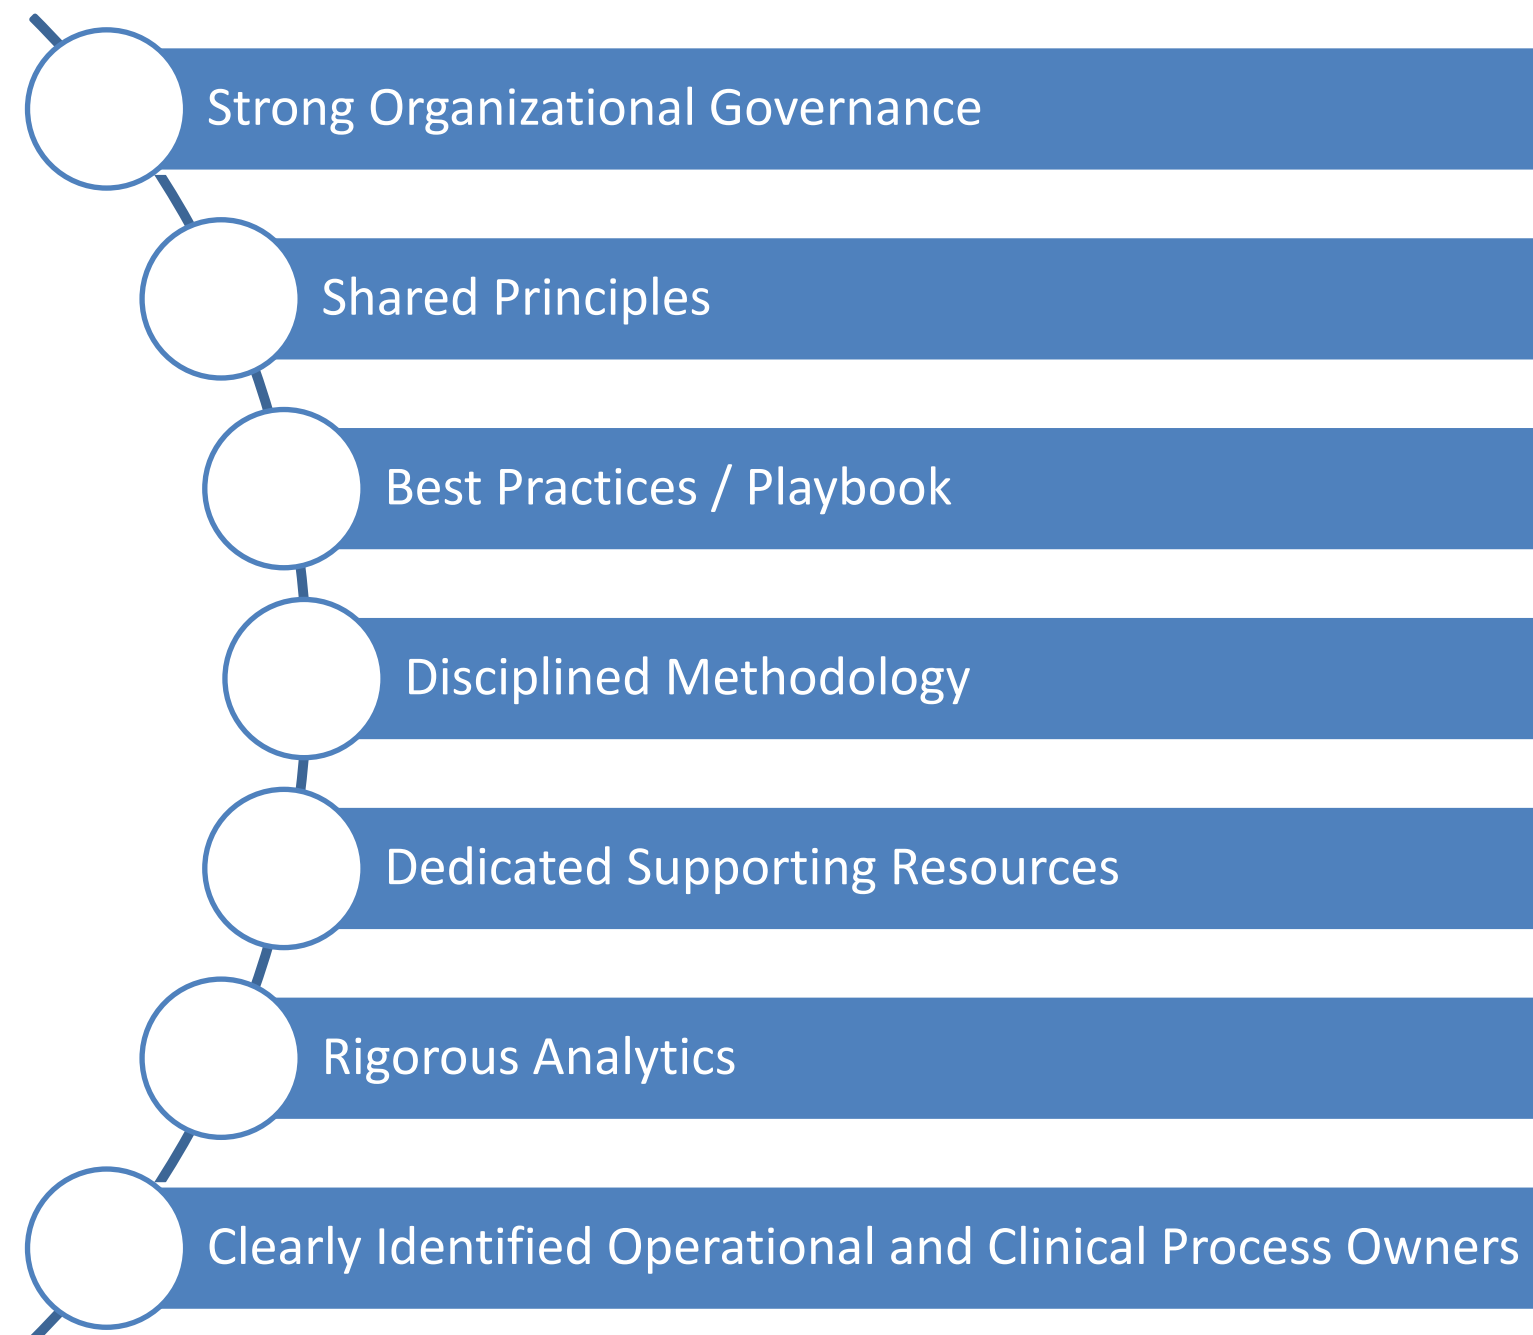 Strong Organizational Governance
Shared Principles
Best Practices / Playbook
Disciplined Methodology
Dedicated Supporting Resources
Rigorous Analytics
Clearly Identified Operational and Clinical Process Owners